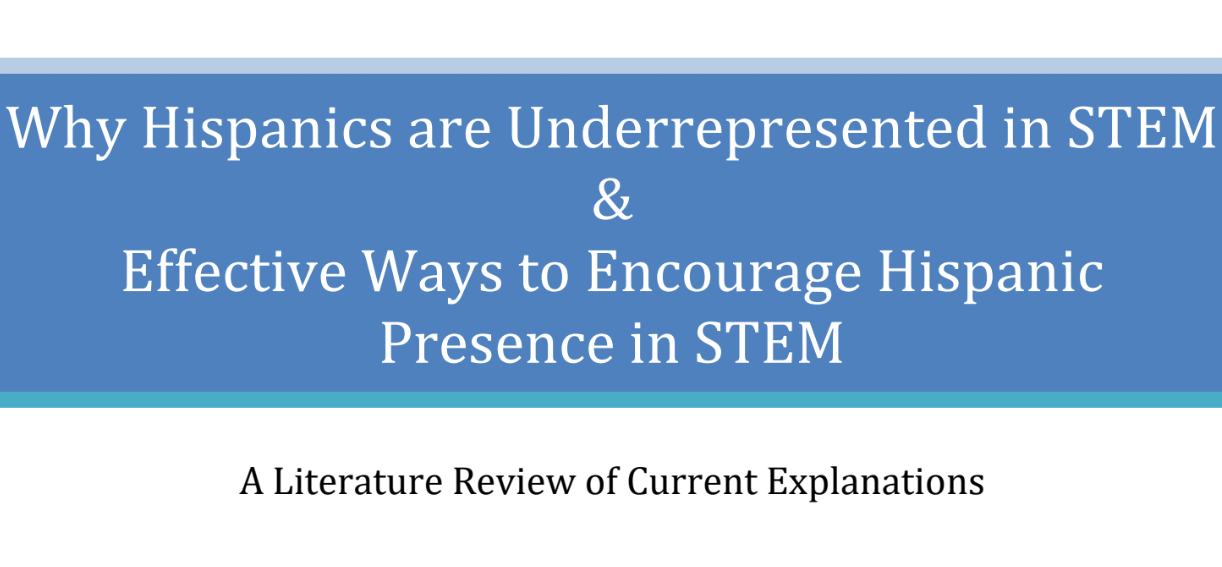 Why Hispanics are Underrepresented in STEM
&
Effective Ways to Encourage Hispanic
Presence in STEM
A Literature Review of Current Explanations